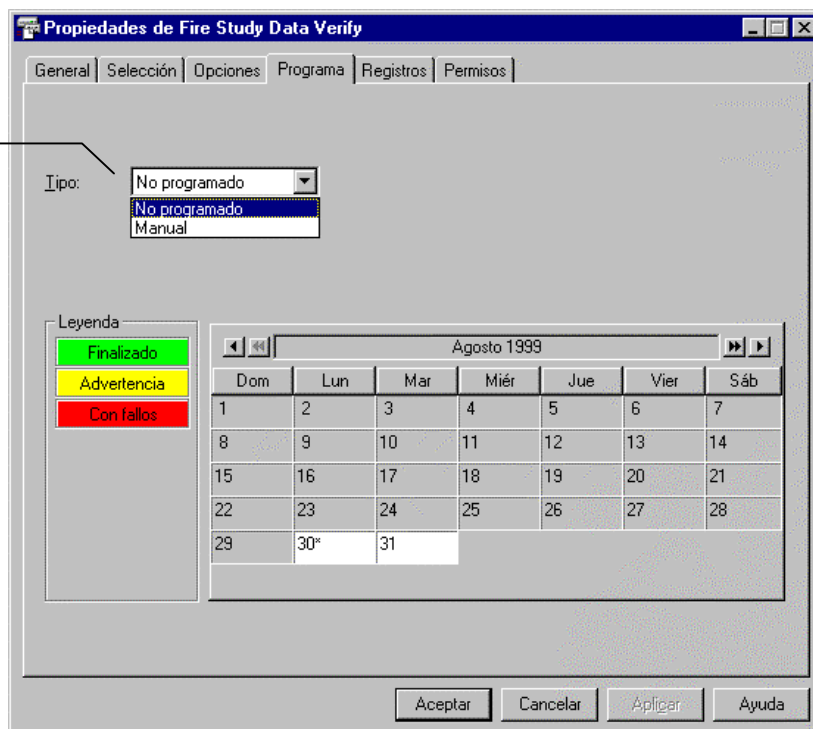 Propiedades de Fire Study Data Verify
General Selección Opciones Programa Registros Permisos
Tipo: No programado
No programado
Manual
Leyenda
Finalizado
Advertencia
Con fallos
Agosto 1999
Dom Lun Mar Miér Jue Vier Sáb
1 2 3 4 5 6 7
8 9 10 11 12 13 14
15 16 17 18 19 20 21
22 23 24 25 26 27 28
29 30* 31
Aceptar Cancelar Aplicar Ayuda